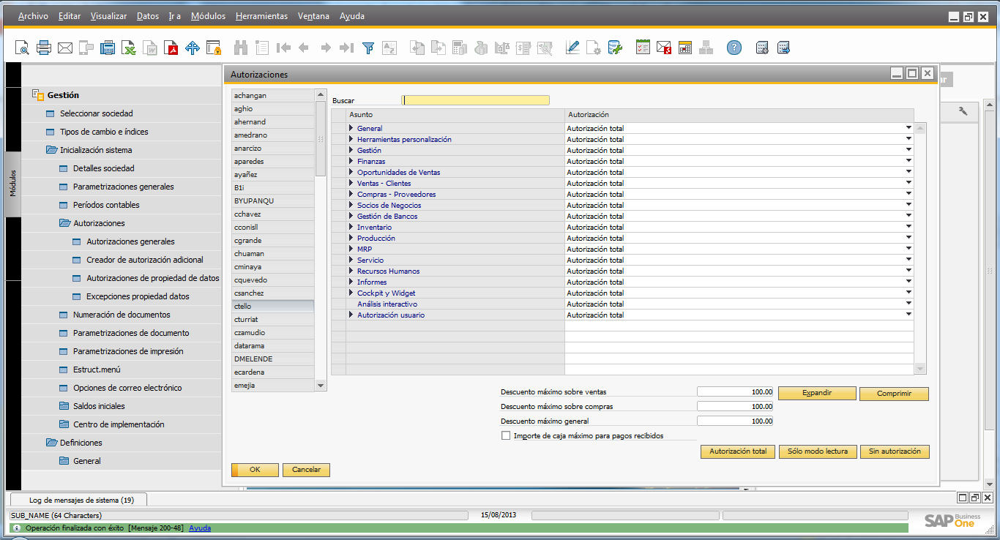 Archivo Editar Visualizar Datos Ir a Módulos Herramientas Ventana Ayuda
Módulos
Gestión
Seleccionar sociedad
Tipos de cambio e índices
Inicialización sistema
Detalles sociedad
Parametrizaciones generales
Períodos contables
Autorizaciones
Autorizaciones generales
Creador de autorización adicional
Autorizaciones de propiedad de datos
Excepciones propiedad datos
Numeración de documentos
Parametrizaciones de documento
Parametrizaciones de impresión
Estruct.menú
Opciones de correo electrónico
Saldos iniciales
Centro de implementación
Definiciones
General
Autorizaciones
achangan
aghio
ahernand
amedrano
anarcizo
aparedes
ayañez
B1i
BYUPANQU
cchavez
cconisll
cgrande
chuaman
cminaya
cquevedo
csanchez
ctello
cturriat
czamudio
datarama
DMELENDE
ecardena
emejia
Buscar
Asunto Autorización
General Autorización total
Herramientas personalización Autorización total
Gestión Autorización total
Finanzas Autorización total
Oportunidades de Ventas Autorización total
Ventas - Clientes Autorización total
Compras - Proveedores Autorización total
Socios de Negocios Autorización total
Gestión de Bancos Autorización total
Inventario Autorización total
Producción Autorización total
MRP Autorización total
Servicio Autorización total
Recursos Humanos Autorización total
Informes Autorización total
Cockpit y Widget Autorización total
Análisis interactivo Autorización total
Autorización usuario Autorización total
Descuento máximo sobre ventas 100.00 Expandir Comprimir
Descuento máximo sobre compras 100.00
Descuento máximo general 100.00
Importe de caja máximo para pagos recibidos
Autorización total Sólo modo lectura Sin autorización
OK Cancelar
Log de mensajes de sistema (19)
SUB_NAME (64 Characters) 15/08/2013
Operación finalizada con éxito [Mensaje 200-48] Ayuda
SAP Business One